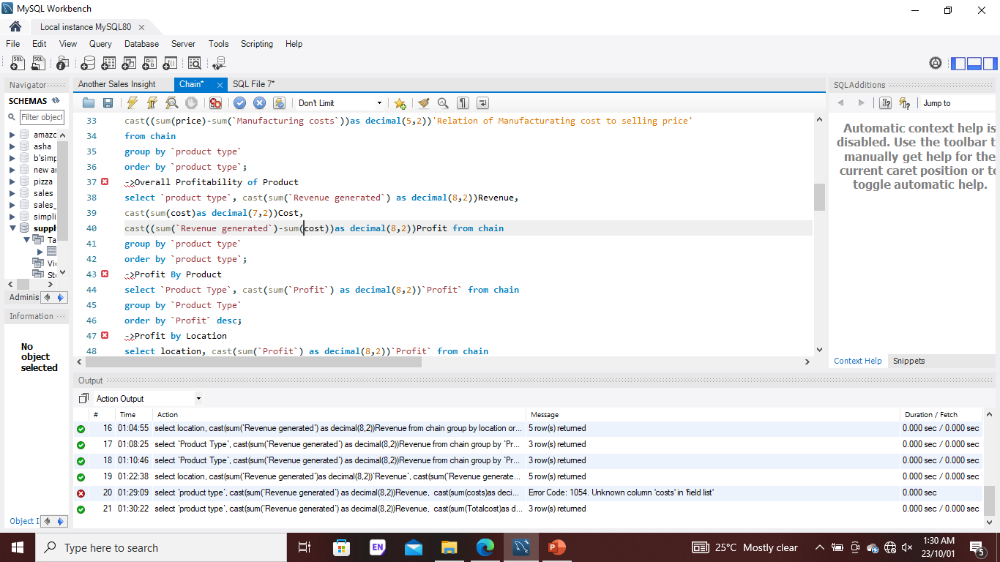 MySQL Workbench
Local instance MySQL80
File Edit View Query Database Server Tools Scripting Help
Navigator
SCHEMAS
Filter object
amazo
asha
b'simp
new ar
pizza
sales
sales_
simpli
suppl
Ta
Vi
St
Adminis
Information
No
object
selected
Object I
Another Sales Insight Chain* SQL File 7*
Don't Limit
33 cast((sum(price)-sum(`Manufacturing costs`))as decimal(5,2))'Relation of Manufacturating cost to selling price'
34 from chain
35 group by `product type`
36 order by `product type`;
37 ->Overall Profitability of Product
38 select `product type`, cast(sum(`Revenue generated`) as decimal(8,2))Revenue,
39 cast(sum(cost)as decimal(7,2))Cost,
40 cast((sum(`Revenue generated`)-sum(cost))as decimal(8,2))Profit from chain
41 group by `product type`
42 order by `product type`;
43 ->Profit By Product
44 select `Product Type`, cast(sum(`Profit`) as decimal(8,2))`Profit` from chain
45 group by `Product Type`
46 order by `Profit` desc;
47 ->Profit by Location
48 select location, cast(sum(`Profit`) as decimal(8,2))`Profit` from chain
SQLAdditions
Jump to
Automatic context help is
disabled. Use the toolbar t
manually get help for the
current caret position or to
toggle automatic help.
Context Help Snippets
Output
Action Output
# Time Action Message Duration / Fetch
16 01:04:55 select location, cast(sum(`Revenue generated`) as decimal(8,2))Revenue from chain group by location or... 5 row(s) returned 0.000 sec / 0.000 sec
17 01:08:25 select `Product Type`, cast(sum(`Revenue generated`) as decimal(8,2))Revenue from chain group by `Pr... 3 row(s) returned 0.000 sec / 0.000 sec
18 01:10:46 select `Product Type`, cast(sum(`Revenue generated`) as decimal(8,2))Revenue from chain group by `Pr... 3 row(s) returned 0.000 sec / 0.000 sec
19 01:22:38 select location, cast(sum(`Revenue generated`)as decimal(8,2))`Revenue`, cast(sum(`Revenue generate... 5 row(s) returned 0.000 sec / 0.000 sec
20 01:29:09 select `product type`, cast(sum(`Revenue generated`) as decimal(8,2))Revenue, cast(sum(costs)as deci... Error Code: 1054. Unknown column 'costs' in 'field list' 0.000 sec
21 01:30:22 select `product type`, cast(sum(`Revenue generated`) as decimal(8,2))Revenue, cast(sum(Totalcost)as d... 3 row(s) returned 0.000 sec / 0.000 sec
Type here to search
EN
25°C Mostly clear
1:30 AM
23/10/01
5